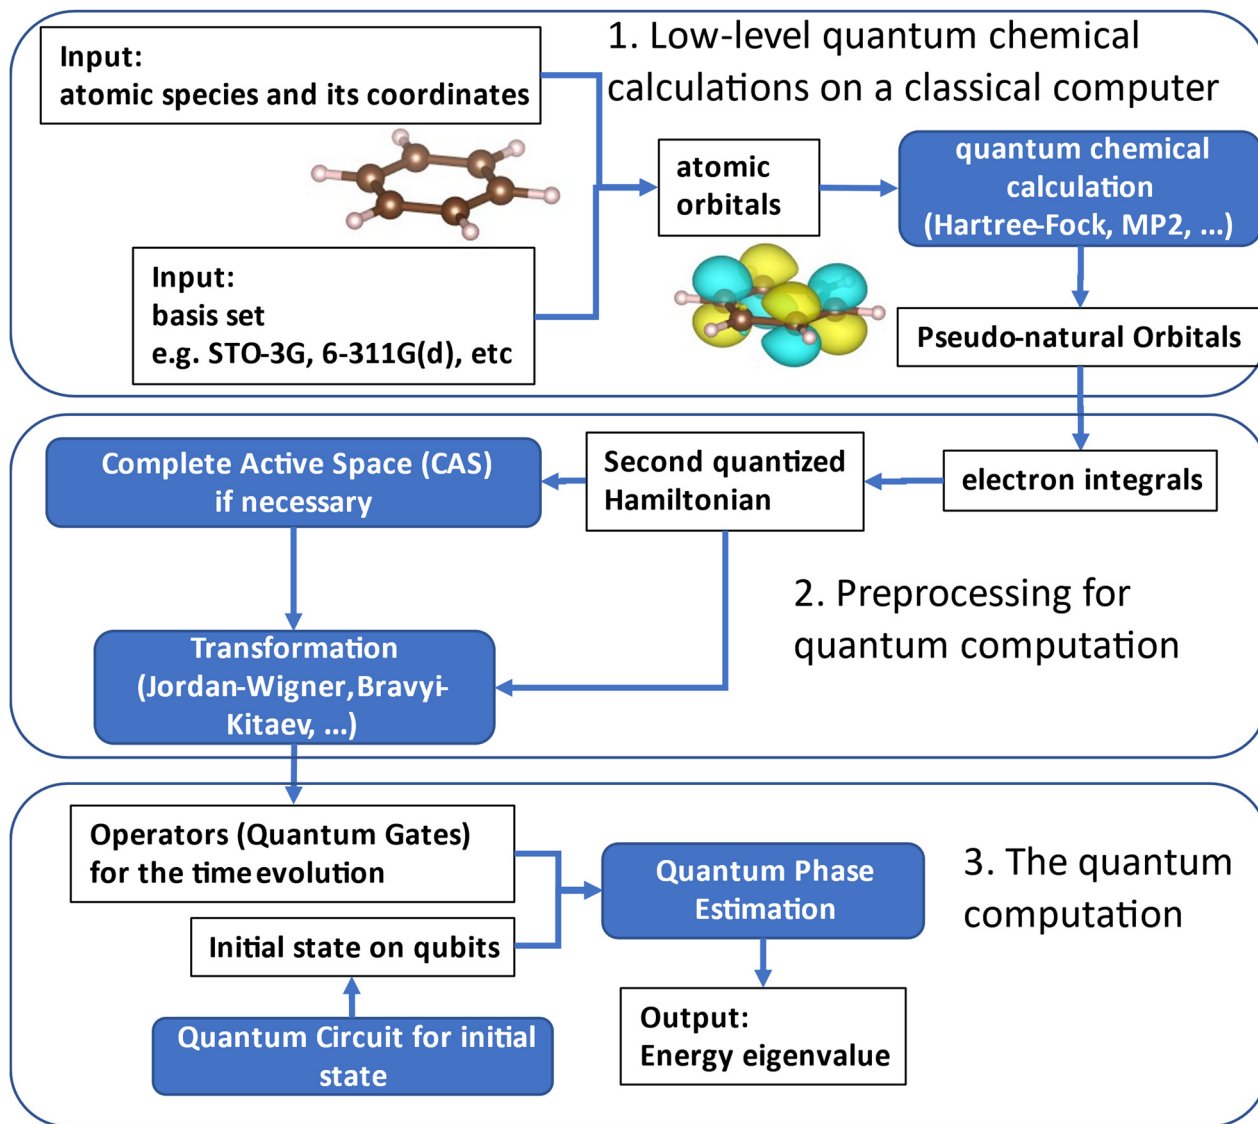 1. Low-level quantum chemical
calculations on a classical computer
Input:
atomic species and its coordinates
Input:
basis set
e.g. STO-3G, 6-311G(d), etc
atomic
orbitals
quantum chemical
calculation
(Hartree-Fock, MP2, ...)
Pseudo-natural Orbitals
electron integrals
Second quantized
Hamiltonian
Complete Active Space (CAS)
if necessary
2. Preprocessing for
quantum computation
Transformation
(Jordan-Wigner, Bravyi-
Kitaev, ...)
Operators (Quantum Gates)
for the time evolution
Initial state on qubits
Quantum Circuit for initial
state
Quantum Phase
Estimation
3. The quantum
computation
Output:
Energy eigenvalue